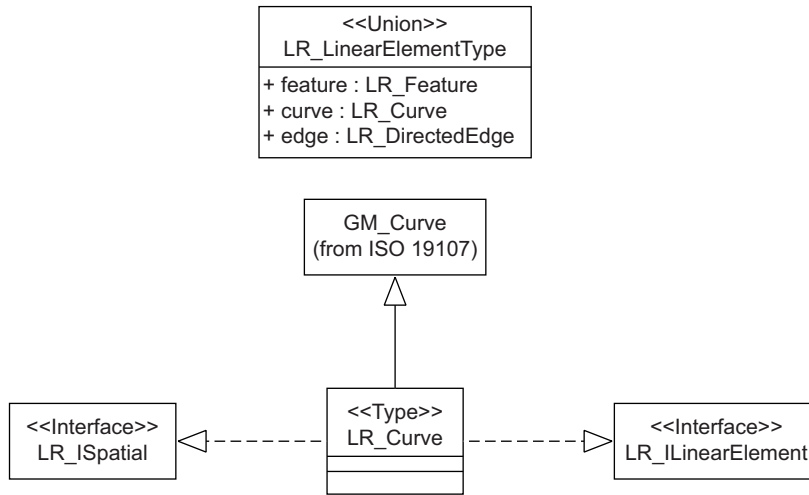 <<Union>>
LR_LinearElementType
+ feature : LR_Feature
+ curve : LR_Curve
+ edge : LR_DirectedEdge
GM_Curve
(from ISO 19107)
<<Interface>>
LR_ISpatial
<<Type>>
LR_Curve
<<Interface>>
LR_ILinearElement